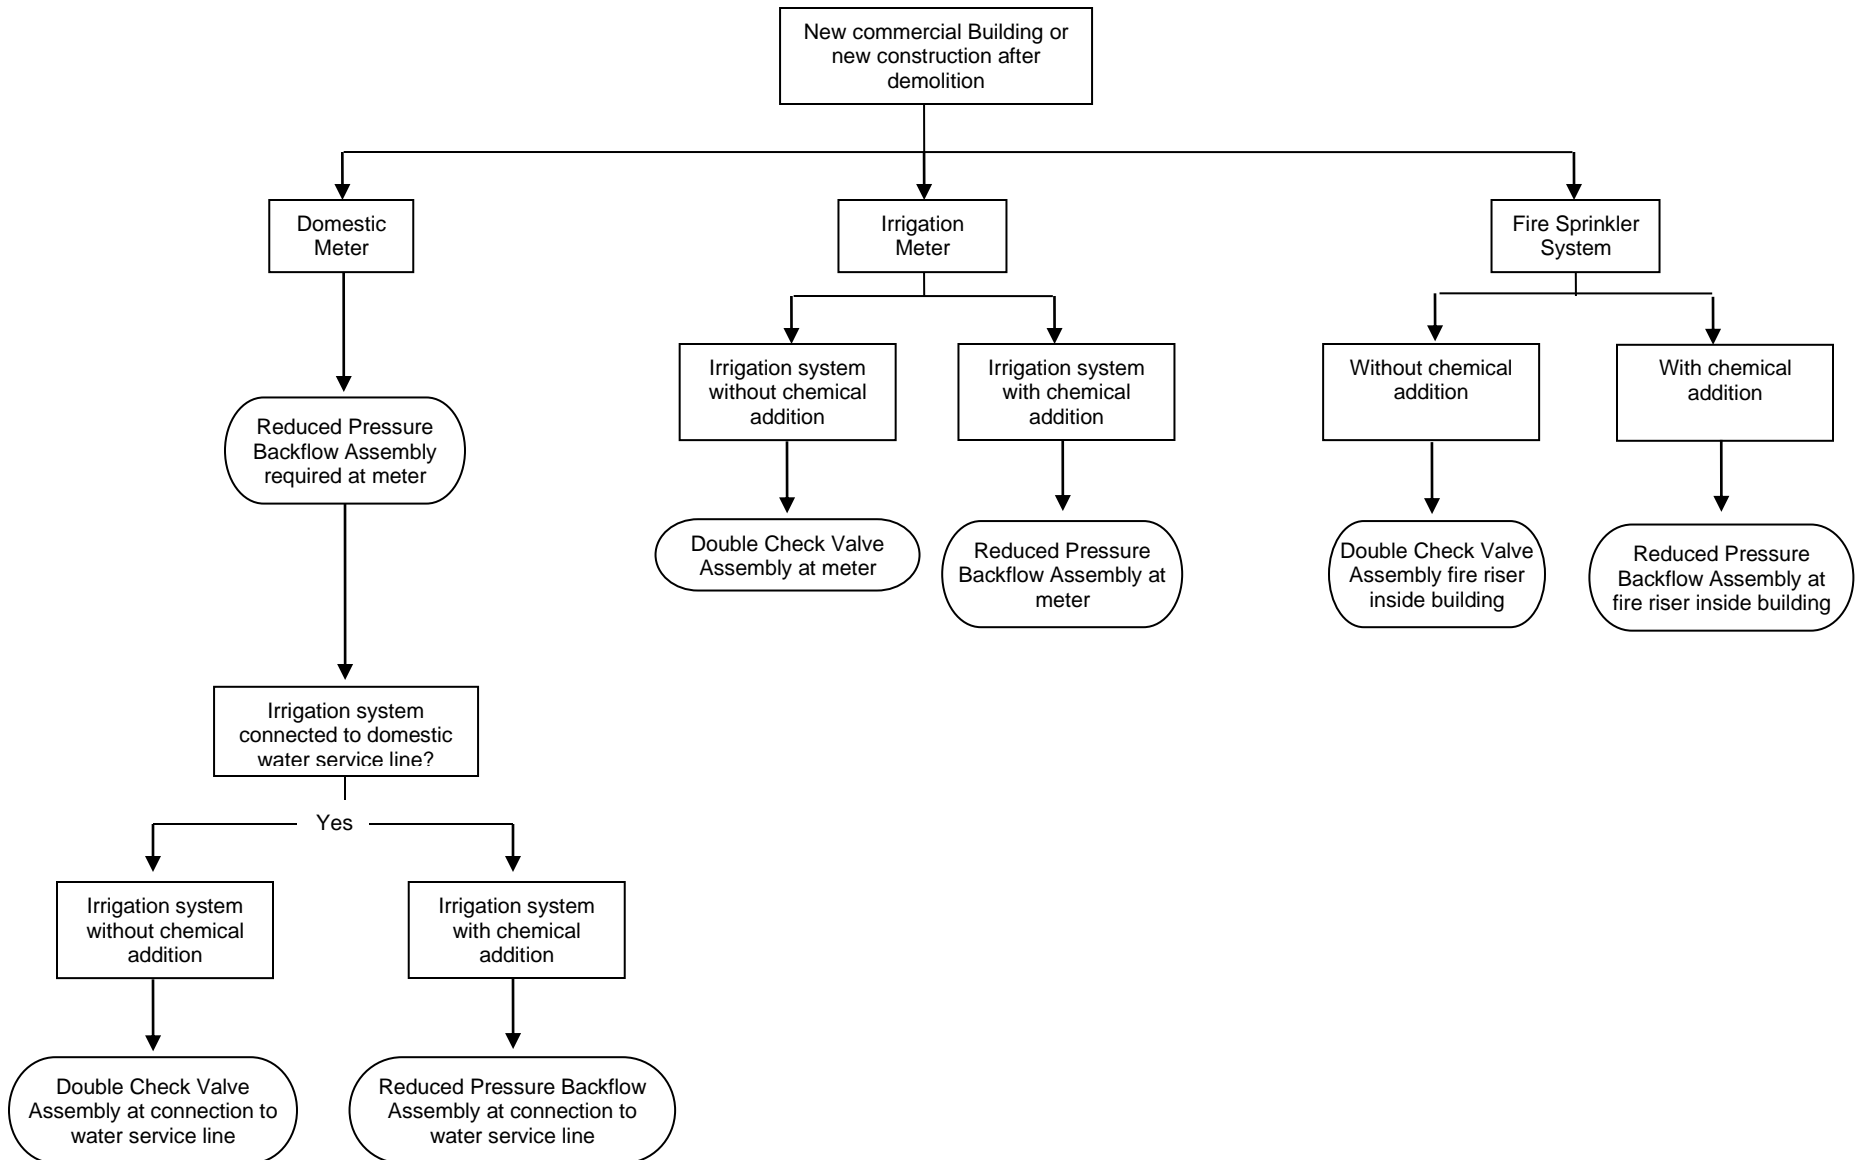 New commercial Building or
new construction after
demolition
Domestic
Meter
Irrigation
Meter
Fire Sprinkler
System
Irrigation system
without chemical
addition
Irrigation system
with chemical
addition
Without chemical
addition
With chemical
addition
Reduced Pressure
Backflow Assembly
required at meter
Double Check Valve
Assembly at meter
Reduced Pressure
Backflow Assembly at
meter
Double Check Valve
Assembly fire riser
inside building
Reduced Pressure
Backflow Assembly at
fire riser inside building
Irrigation system
connected to domestic
water service line?
Yes
Irrigation system
without chemical
addition
Irrigation system
with chemical
addition
Double Check Valve
Assembly at connection to
water service line
Reduced Pressure Backflow
Assembly at connection to
water service line